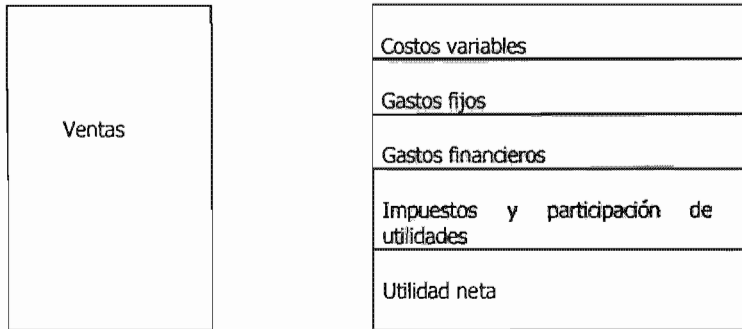 Ventas
Costos variables
Gastos fijos
Gastos financieros
Impuestos y participación de
utilidades
Utilidad neta